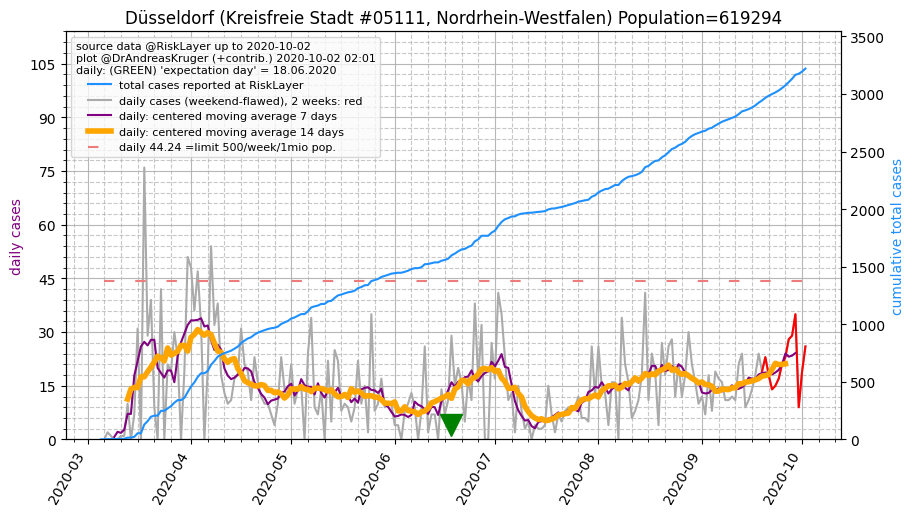 Düsseldorf (Kreisfreie Stadt #05111, Nordrhein-Westfalen) Population=619294
source data @RiskLayer up to 2020-10-02
plot @DrAndreasKruger (+contrib.) 2020-10-02 02:01
daily: (GREEN) 'expectation day' = 18.06.2020
total cases reported at RiskLayer
daily cases (weekend-flawed), 2 weeks: red
daily: centered moving average 7 days
daily: centered moving average 14 days
daily 44.24 =limit 500/week/1mio pop.
daily cases
105
90
75
60
45
30
15
0
cumulative total cases
3500
3000
2500
2000
1500
1000
500
0
2020-03
2020-04
2020-05
2020-06
2020-07
2020-08
2020-09
2020-10